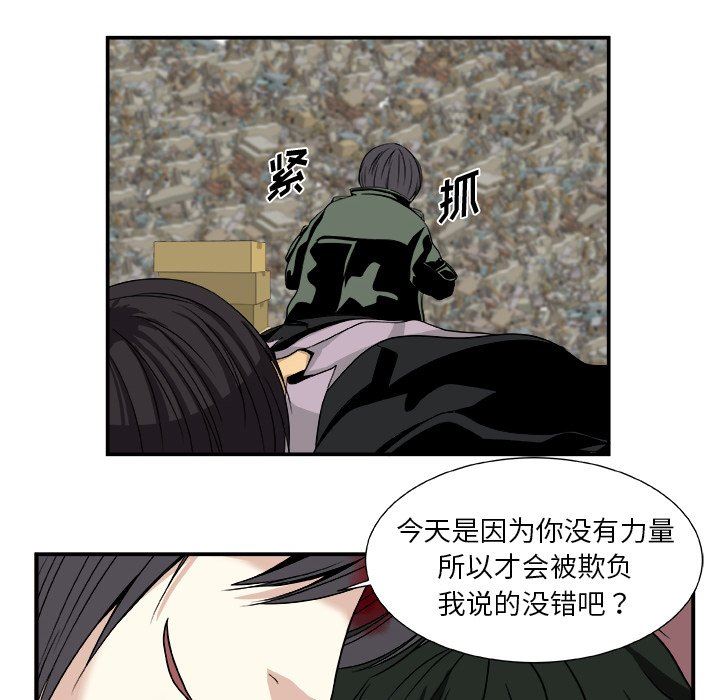 紧
抓
今天是因为你没有力量
所以才会被欺负
我说的没错吧？